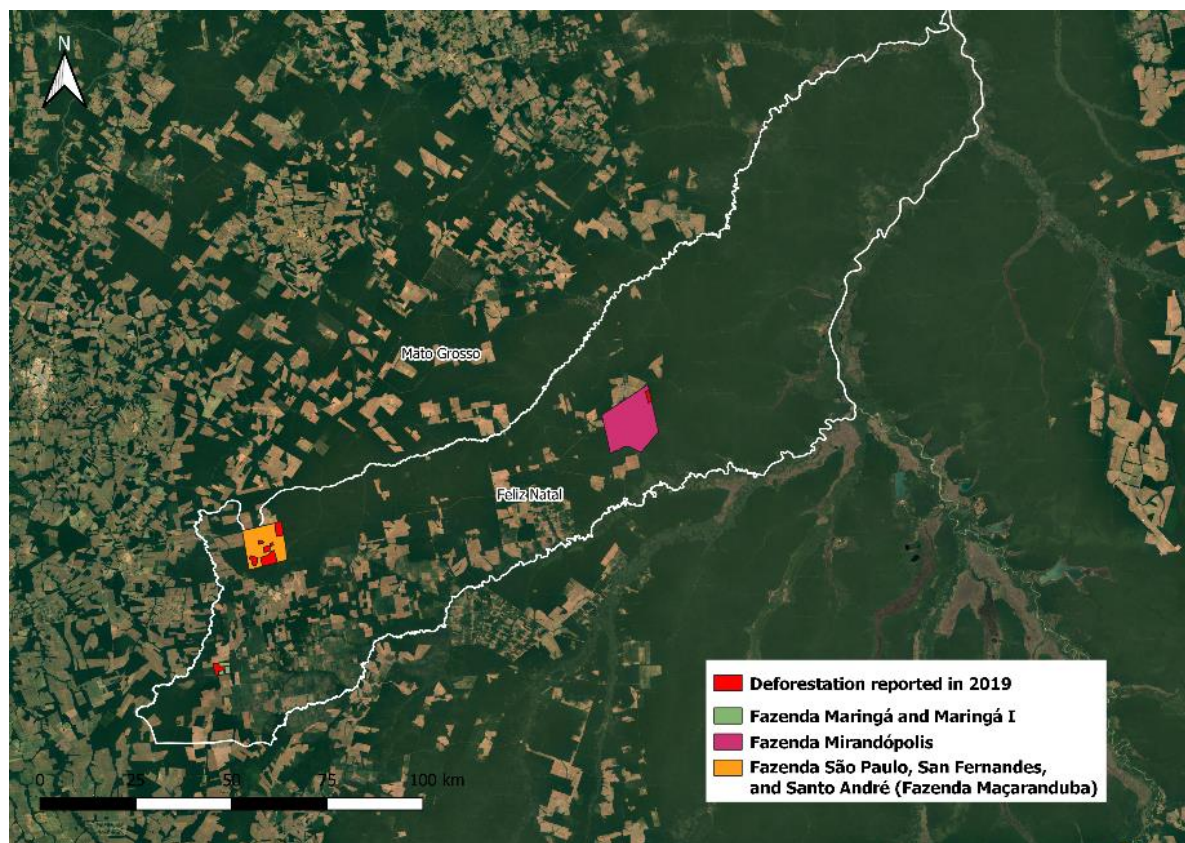 N
Mato Grosso
Feliz Natal
Deforestation reported in 2019
Fazenda Maringá and Maringá I
Fazenda Mirandópolis
Fazenda São Paulo, San Fernandes,
and Santo André (Fazenda Maçaranduba)
0 25 50 75 100 km